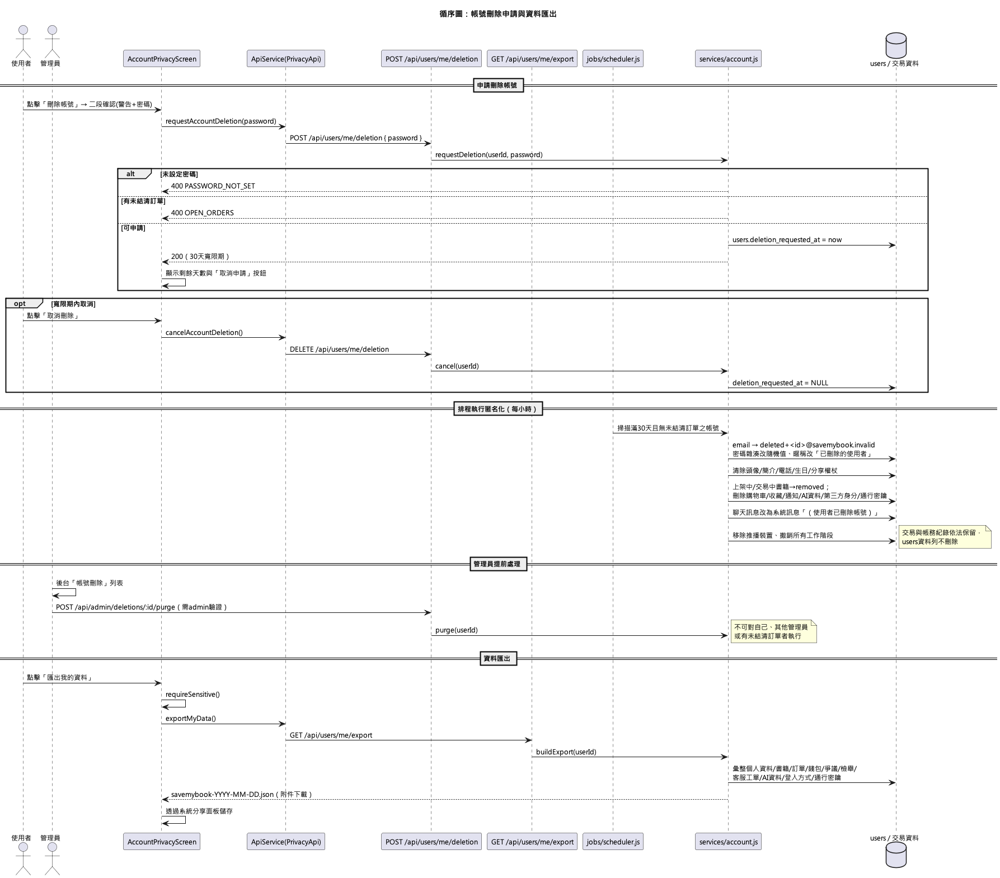 循序圖：帳號刪除申請與資料匯出
使用者
管理員
AccountPrivacyScreen
ApiService(PrivacyApi)
POST /api/users/me/deletion
GET /api/users/me/export
jobs/scheduler.js
services/account.js
users / 交易資料
申請刪除帳號
點擊「刪除帳號」→ 二段確認(警告+密碼)
requestAccountDeletion(password)
POST /api/users/me/deletion { password }
requestDeletion(userId, password)
alt
[未設定密碼]
400 PASSWORD_NOT_SET
[有未結清訂單]
400 OPEN_ORDERS
[可申請]
users.deletion_requested_at = now
200（30天寬限期）
顯示剩餘天數與「取消申請」按鈕
opt
[寬限期內取消]
點擊「取消刪除」
cancelAccountDeletion()
DELETE /api/users/me/deletion
cancel(userId)
deletion_requested_at = NULL
排程執行匿名化（每小時）
掃描滿30天且無未結清訂單之帳號
email → deleted+<id>@savemybook.invalid
密碼雜湊改隨機值、暱稱改「已刪除的使用者」
清除頭像/簡介/電話/生日/分享權杖
上架中/交易中書籍→removed；
刪除購物車/收藏/通知/AI資料/第三方身分/通行密鑰
聊天訊息改為系統訊息「（使用者已刪除帳號）」
移除推播裝置、撤銷所有工作階段
交易與帳務紀錄依法保留，
users資料列不刪除
管理員提前處理
後台「帳號刪除」列表
POST /api/admin/deletions/:id/purge（需admin驗證）
purge(userId)
不可對自己、其他管理員
或有未結清訂單者執行
資料匯出
點擊「匯出我的資料」
requireSensitive()
exportMyData()
GET /api/users/me/export
buildExport(userId)
彙整個人資料/書籍/訂單/錢包/爭議/檢舉/
客服工單/AI資料/登入方式/通行密鑰
savemybook-YYYY-MM-DD.json（附件下載）
透過系統分享面板儲存
使用者
管理員
AccountPrivacyScreen
ApiService(PrivacyApi)
POST /api/users/me/deletion
GET /api/users/me/export
jobs/scheduler.js
services/account.js
users / 交易資料